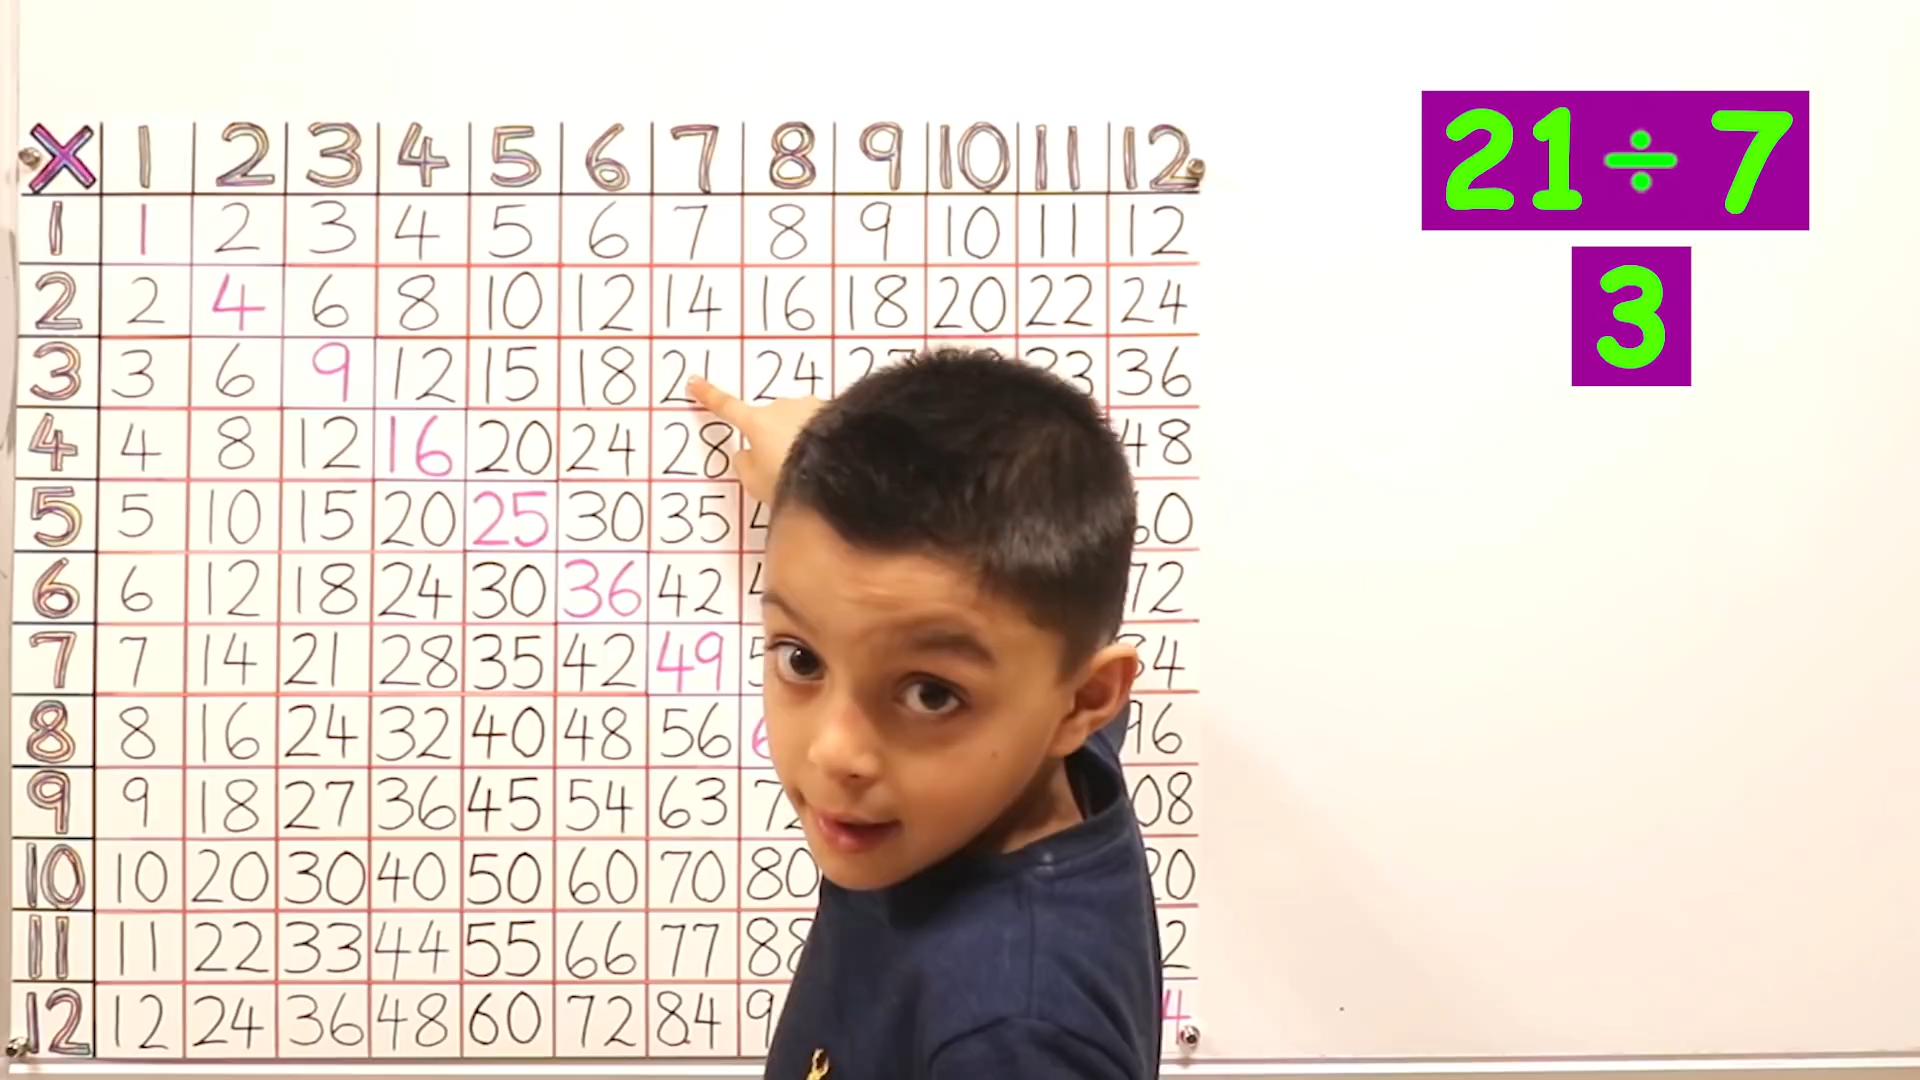 X 1 2 3 4 5 6 7 8 9 10 11 12
1 1 2 3 4 5 6 7 8 9 10 11 12
2 2 4 6 8 10 12 14 16 18 20 22 24
3 3 6 9 12 15 18 21 24 36
4 4 8 12 16 20 24 28 48
5 5 10 15 20 25 30 35
6 6 12 18 24 30 36 42 72
7 7 14 21 28 35 42 49
8 8 16 24 32 40 48 56 96
9 9 18 27 36 45 54 63
10 10 20 30 40 50 60 70 80
11 11 22 33 44 55 66 77 88
12 12 24 36 48 60 72 84
21 ÷ 7
3